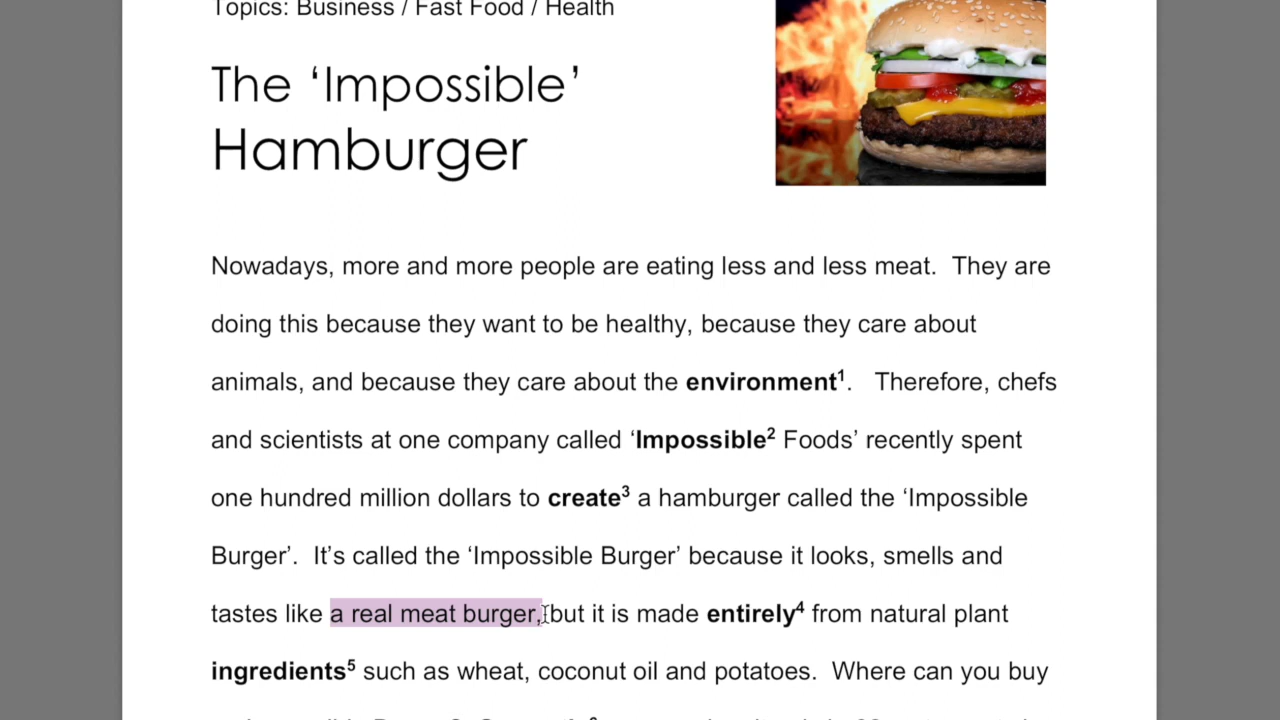 Topics: Business / Fast Food / Health
The ‘Impossible’
Hamburger
Nowadays, more and more people are eating less and less meat.  They are
doing this because they want to be healthy, because they care about
animals, and because they care about the environment¹.   Therefore, chefs
and scientists at one company called ‘Impossible² Foods’ recently spent
one hundred million dollars to create³ a hamburger called the ‘Impossible
Burger’.  It’s called the ‘Impossible Burger’ because it looks, smells and
tastes like a real meat burger, but it is made entirely⁴ from natural plant
ingredients⁵ such as wheat, coconut oil and potatoes.  Where can you buy